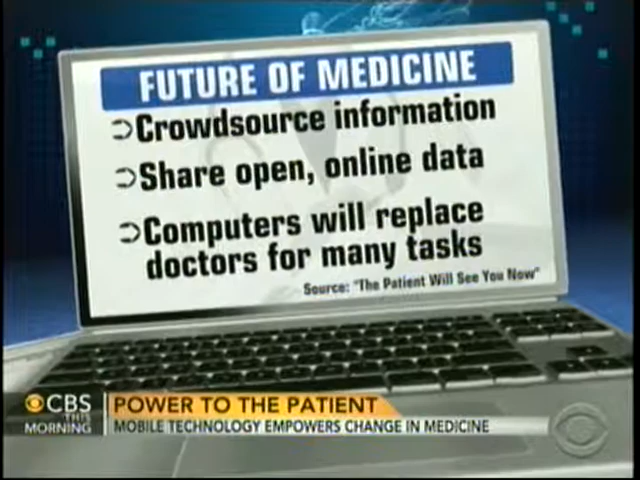 FUTURE OF MEDICINE
➲Crowdsource information
➲Share open, online data
➲Computers will replace
doctors for many tasks
Source: "The Patient Will See You Now"
CBS
THIS
MORNING
POWER TO THE PATIENT
MOBILE TECHNOLOGY EMPOWERS CHANGE IN MEDICINE